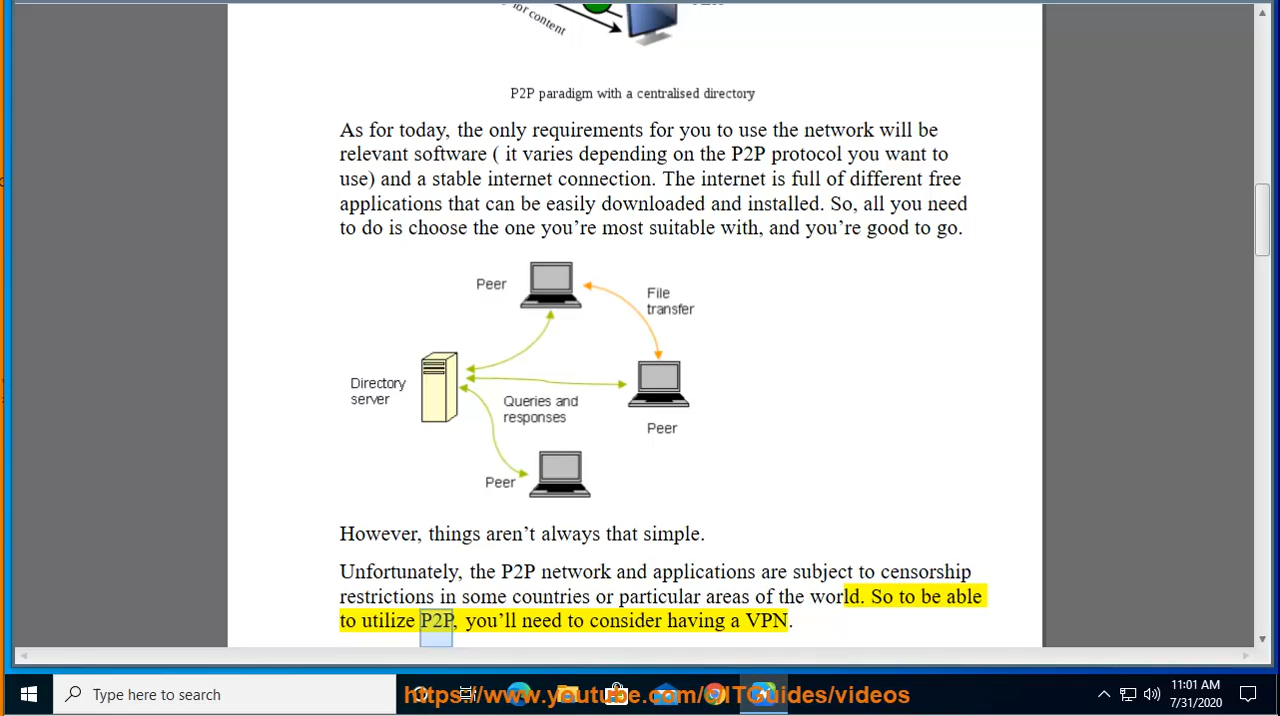 for content
P2P paradigm with a centralised directory
As for today, the only requirements for you to use the network will be
relevant software ( it varies depending on the P2P protocol you want to
use) and a stable internet connection. The internet is full of different free
applications that can be easily downloaded and installed. So, all you need
to do is choose the one you’re most suitable with, and you’re good to go.
Peer
File
transfer
Directory
server
Queries and
responses
Peer
Peer
However, things aren’t always that simple.
Unfortunately, the P2P network and applications are subject to censorship
restrictions in some countries or particular areas of the world. So to be able
to utilize P2P, you’ll need to consider having a VPN.
Type here to search
https://www.youtube.com/c/ITGuides/videos
11:01 AM
7/31/2020